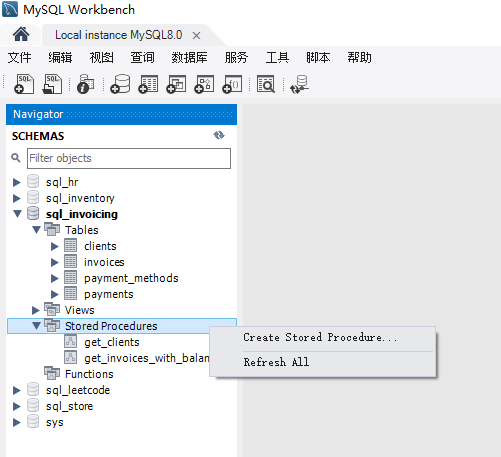 MySQL Workbench
Local instance MySQL8.0
文件 编辑 视图 查询 数据库 服务 工具 脚本 帮助
SQL SQL
Navigator
SCHEMAS
Filter objects
sql_hr
sql_inventory
sql_invoicing
Tables
clients
invoices
payment_methods
payments
Views
Stored Procedures
Create Stored Procedure...
get_clients
get_invoices_with_balan
Refresh All
Functions
sql_leetcode
sql_store
sys